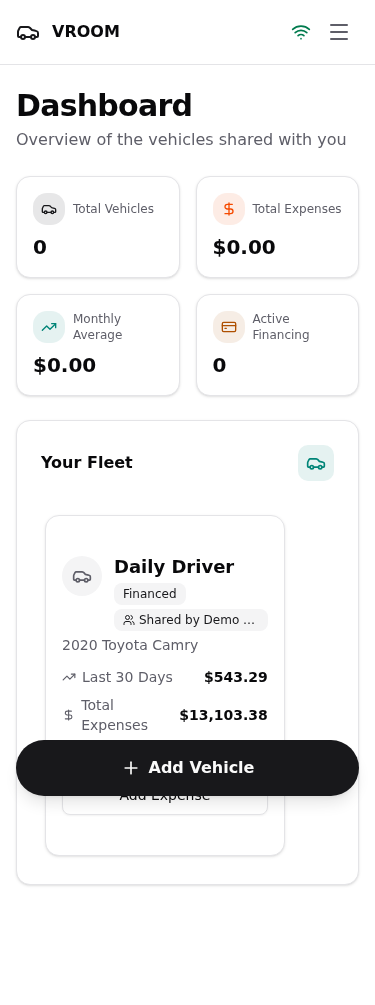 VROOM
Dashboard
Overview of the vehicles shared with you
Total Vehicles
0
Total Expenses
$0.00
Monthly
Average
$0.00
Active
Financing
0
Your Fleet
Daily Driver
Financed
Shared by Demo ...
2020 Toyota Camry
Last 30 Days $543.29
Total
Expenses $13,103.38
Add Vehicle
Add Expense